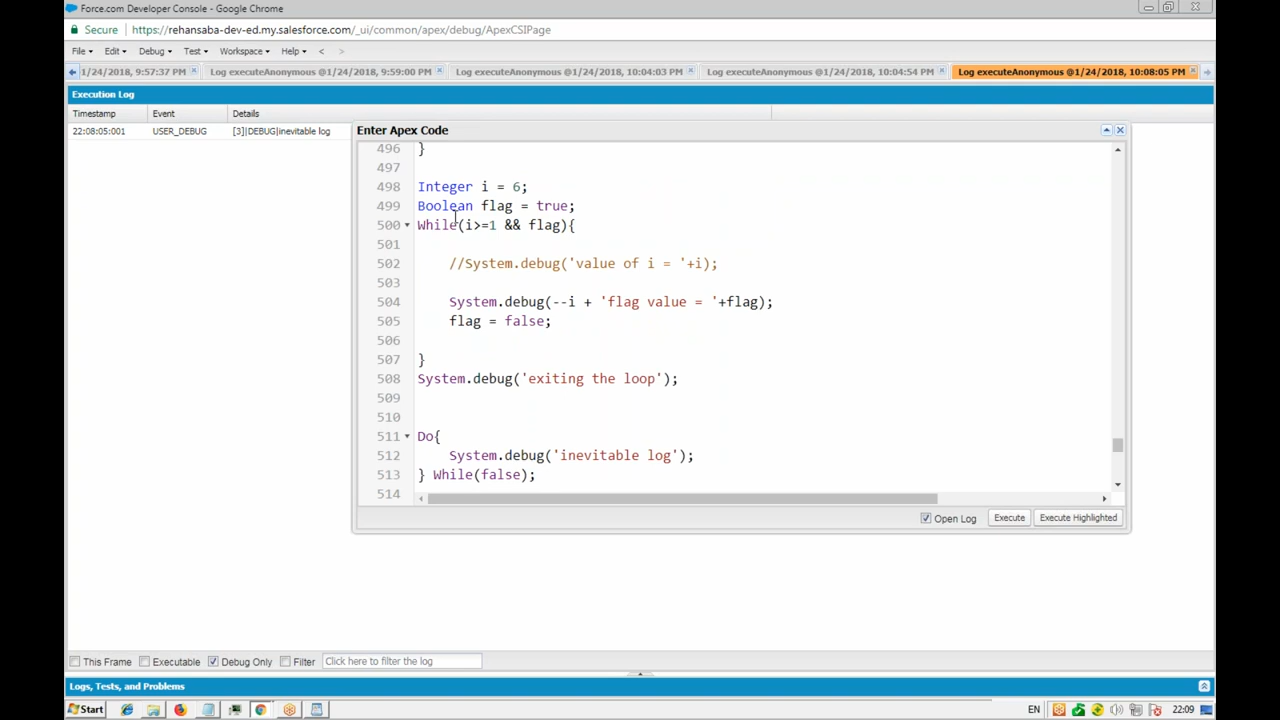 Force.com Developer Console - Google Chrome
Secure https://rehansaba-dev-ed.my.salesforce.com/_ui/common/apex/debug/ApexCSIPage
File Edit Debug Test Workspace Help < >
1/24/2018, 9:57:37 PM Log executeAnonymous @1/24/2018, 9:59:00 PM Log executeAnonymous @1/24/2018, 10:04:03 PM Log executeAnonymous @1/24/2018, 10:04:54 PM Log executeAnonymous @1/24/2018, 10:08:05 PM
Execution Log
Timestamp Event Details
22:08:05:001 USER_DEBUG [3]|DEBUG|inevitable log
Enter Apex Code
496 }
497
498 Integer i = 6;
499 Boolean flag = true;
500 While(i>=1 && flag){
501
502 //System.debug('value of i = '+i);
503
504 System.debug(--i + 'flag value = '+flag);
505 flag = false;
506
507 }
508 System.debug('exiting the loop');
509
510
511 Do{
512 System.debug('inevitable log');
513 } While(false);
514
Open Log Execute Execute Highlighted
This Frame Executable Debug Only Filter Click here to filter the log
Logs, Tests, and Problems
Start EN 22:09